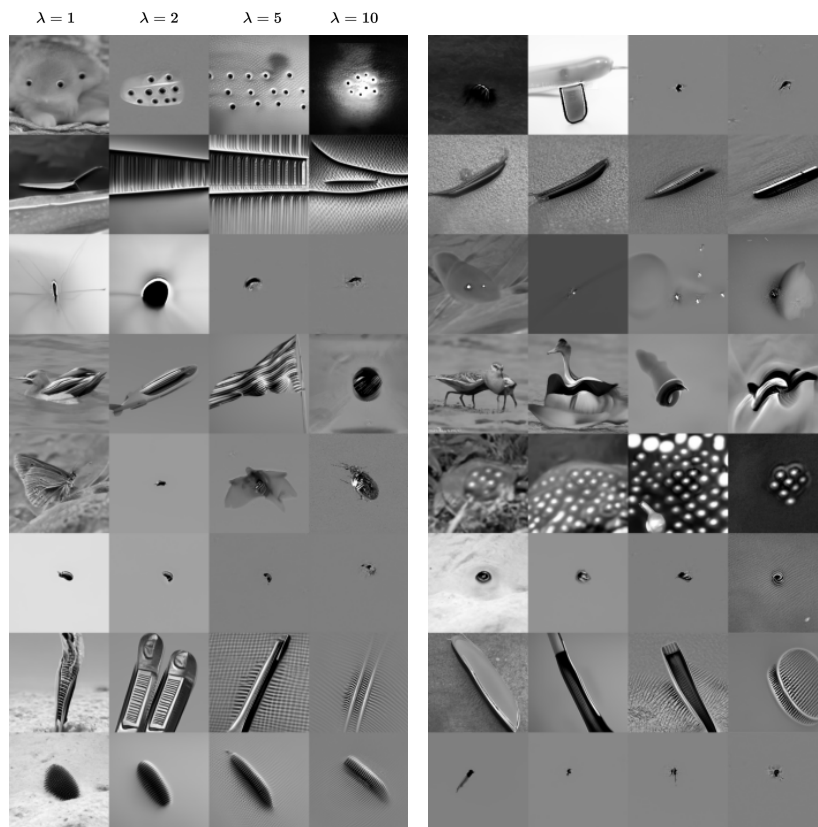 λ = 1 λ = 2 λ = 5 λ = 10